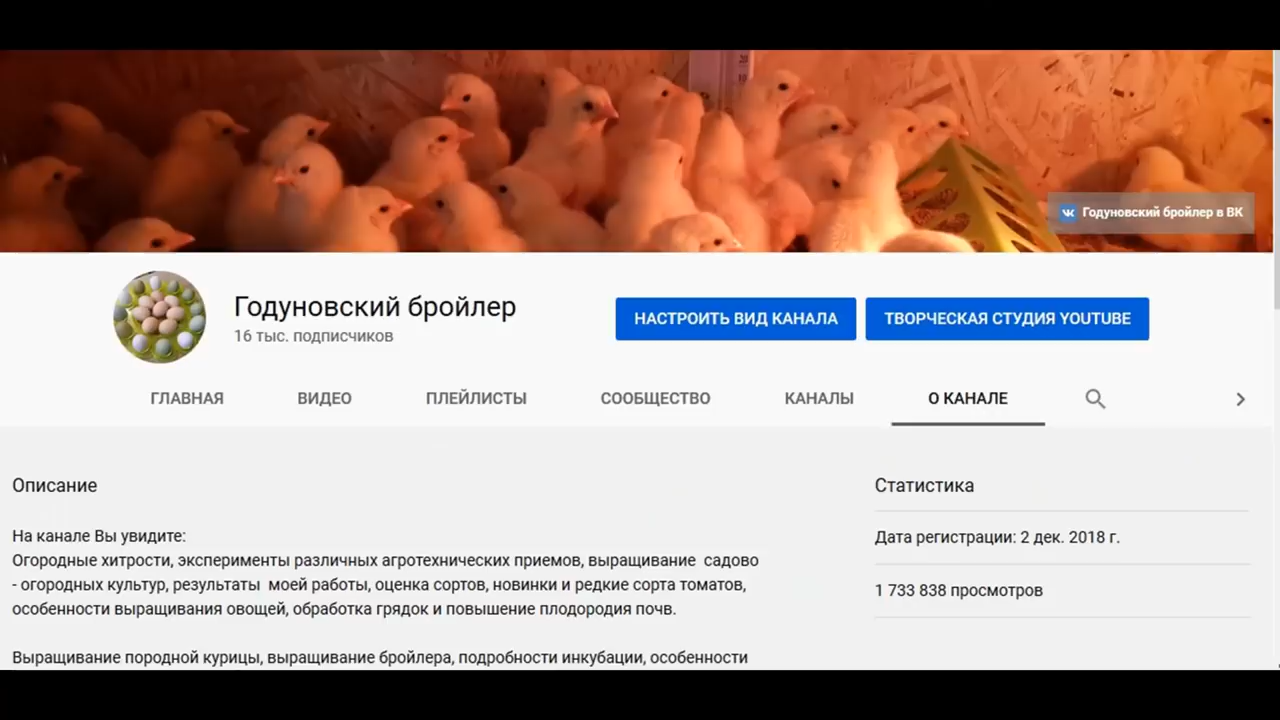 20
10
Годуновский бройлер в ВК
Годуновский бройлер
16 тыс. подписчиков
НАСТРОИТЬ ВИД КАНАЛА
ТВОРЧЕСКАЯ СТУДИЯ YOUTUBE
ГЛАВНАЯ ВИДЕО ПЛЕЙЛИСТЫ СООБЩЕСТВО КАНАЛЫ О КАНАЛЕ
Описание
На канале Вы увидите:
Огородные хитрости, эксперименты различных агротехнических приемов, выращивание садово
- огородных культур, результаты моей работы, оценка сортов, новинки и редкие сорта томатов,
особенности выращивания овощей, обработка грядок и повышение плодородия почв.
Выращивание породной курицы, выращивание бройлера, подробности инкубации, особенности
Статистика
Дата регистрации: 2 дек. 2018 г.
1 733 838 просмотров